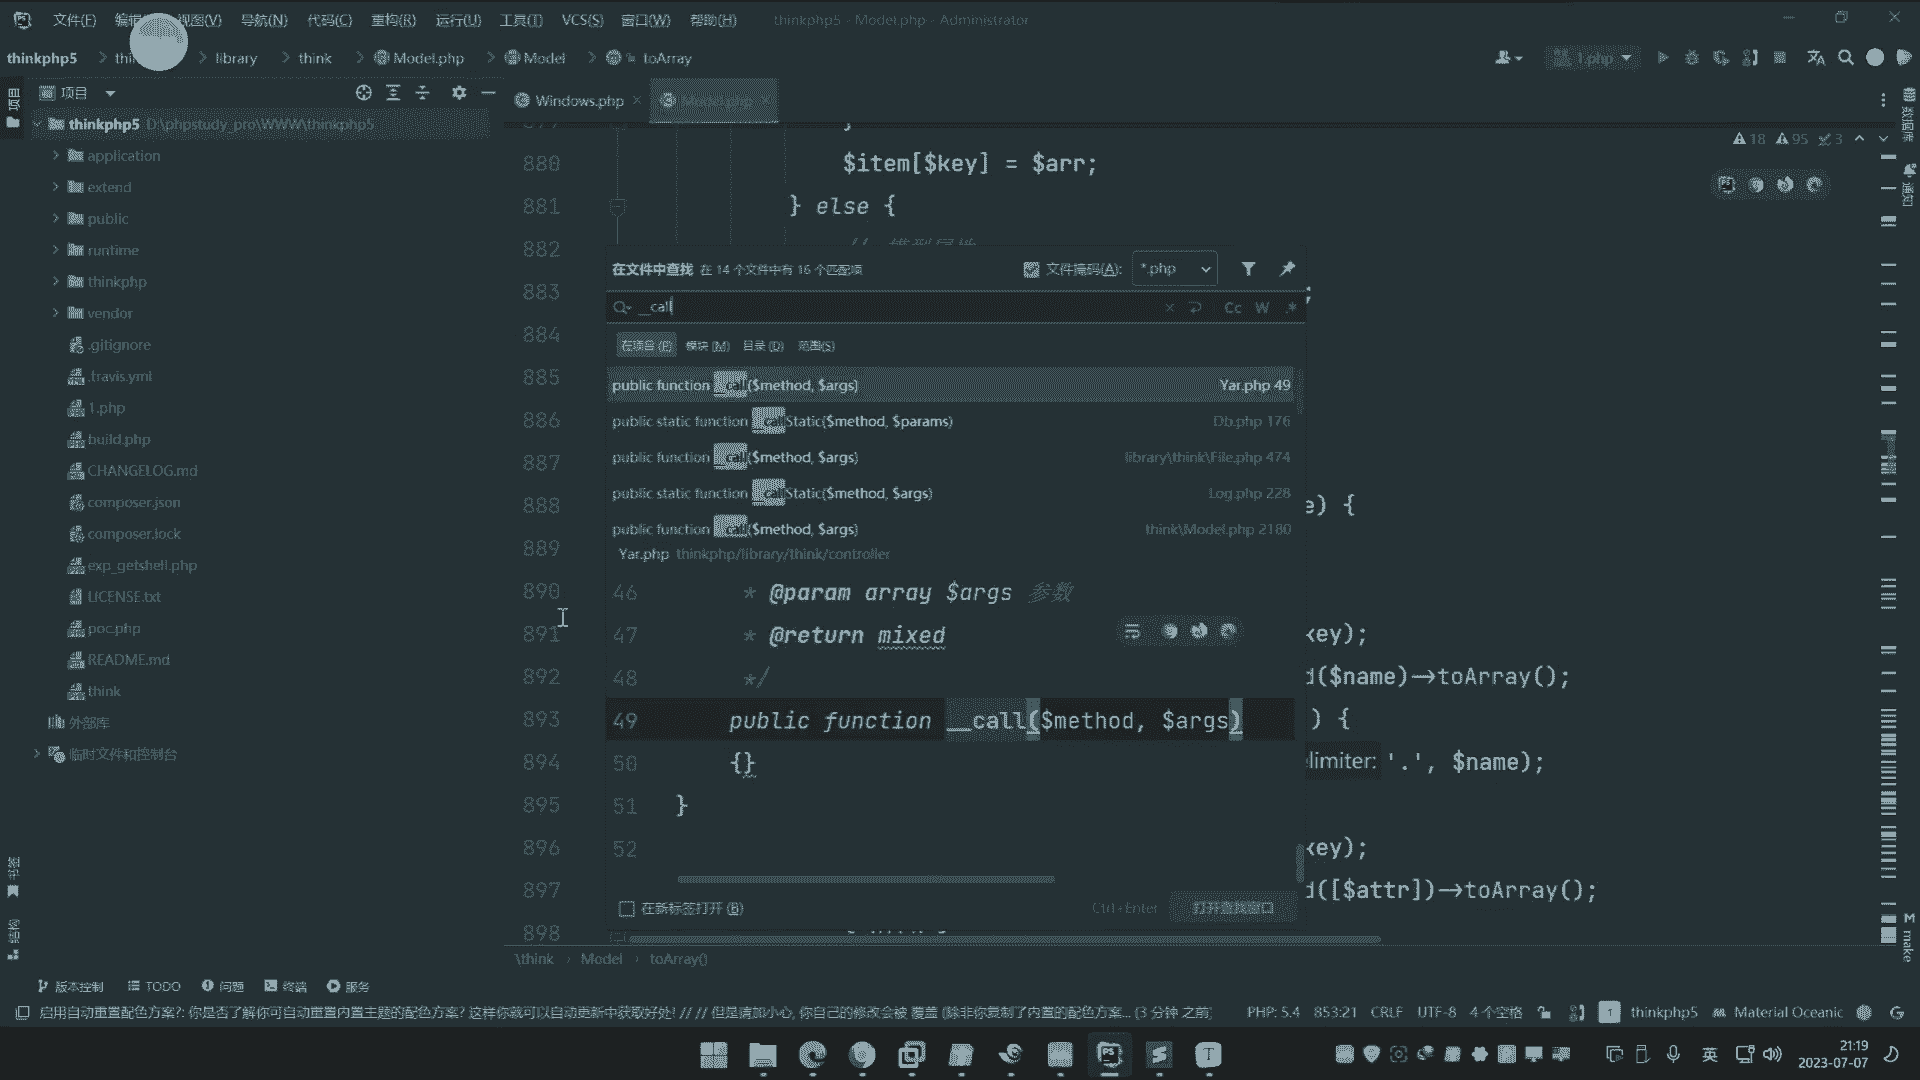 文件(F) 编辑 视图(V) 导航(N) 代码(C) 重构(R) 运行(U) 工具(T) VCS(S) 窗口(W) 帮助(H) thinkphp5 - Model.php - Administrator
thinkphp5 library think Model.php Model toArray 1.php
项目 Windows.php Model.php
thinkphp5 D:\phpstudy_pro\WWW\thinkphp5
application
extend
public
runtime
thinkphp
vendor
.gitignore
.travis.yml
1.php
build.php
CHANGELOG.md
composer.json
composer.lock
exp_getshell.php
LICENSE.txt
poc.php
README.md
think
外部库
临时文件和控制台
18 95 3
880 $item[$key] = $arr;
881 } else {
882
883
884
885
886
887
888 e) {
889
890
891 key);
892 d($name)→toArray();
893 ) {
894 limiter: '.', $name);
895
896 key);
897 d([$attr])→toArray();
898
在文件中查找 在 14 个文件中有 16 个匹配项 文件掩码(A): *.php
__call Cc W .*
在项目(P) 模块(M) 目录(D) 范围(S)
public function __call($method, $args) Yar.php 49
public static function __callStatic($method, $params) Db.php 176
public function __call($method, $args) library\think\File.php 474
public static function __callStatic($method, $args) Log.php 228
public function __call($method, $args) think\Model.php 2180
Yar.php thinkphp/library/think/controller
46 * @param array $args 参数
47 * @return mixed
48 */
49 public function __call($method, $args)
50 {}
51 }
52
在新标签打开(B) Ctrl+Enter 打开查找窗口
\think Model toArray()
项目
书签
结构
数据库
通知
make
版本控制 TODO 问题 终端 服务
启用自动重置配色方案?: 你是否了解你可自动重置内置主题的配色方案? 这样你就可以自动更新中获取好处! // // 但是请加小心, 你自己的修改会被 覆盖 (除非你复制了内置的配色方案... (3 分钟 之前) PHP: 5.4 853:21 CRLF UTF-8 4 个空格 thinkphp5 Material Oceanic
英 21:19
2023-07-07